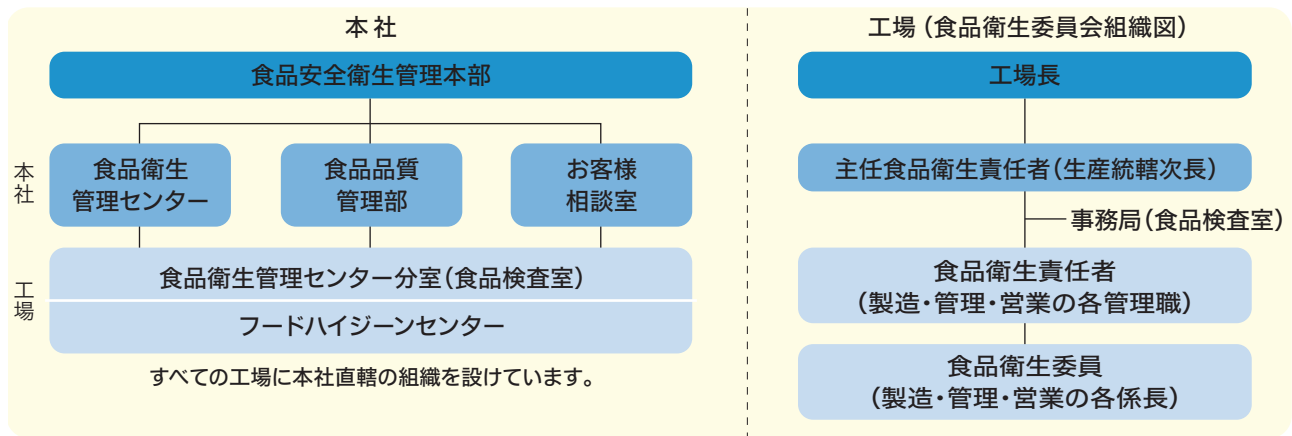 本社
食品安全衛生管理本部
本社
食品衛生
管理センター
食品品質
管理部
お客様
相談室
工場
食品衛生管理センター分室（食品検査室）
フードハイジーンセンター
すべての工場に本社直轄の組織を設けています。
工場（食品衛生委員会組織図）
工場長
主任食品衛生責任者（生産統轄次長）
事務局（食品検査室）
食品衛生責任者
（製造・管理・営業の各管理職）
食品衛生委員
（製造・管理・営業の各係長）